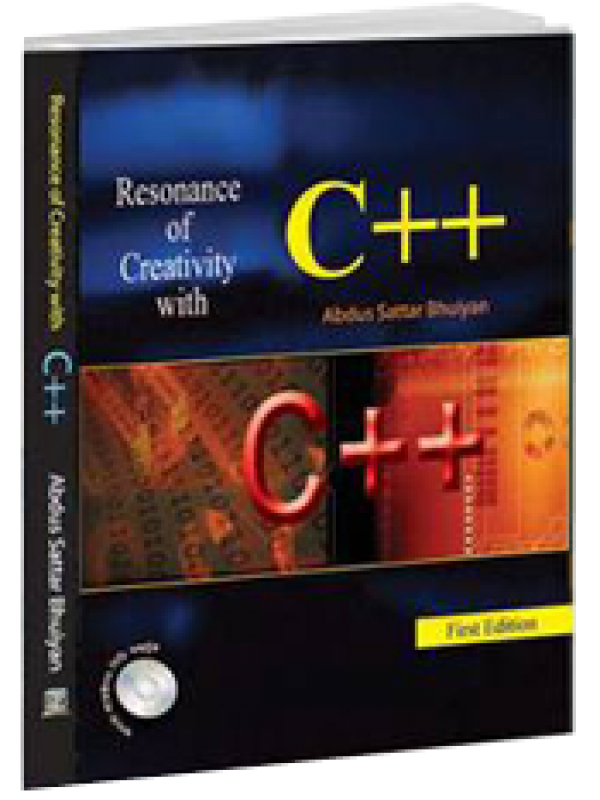 Resonance of Creativity with C++ Abdus Sattar Bhuiyan
Resonance
of
Creativity
with
C++
Abdus Sattar Bhuiyan
C++
First Edition